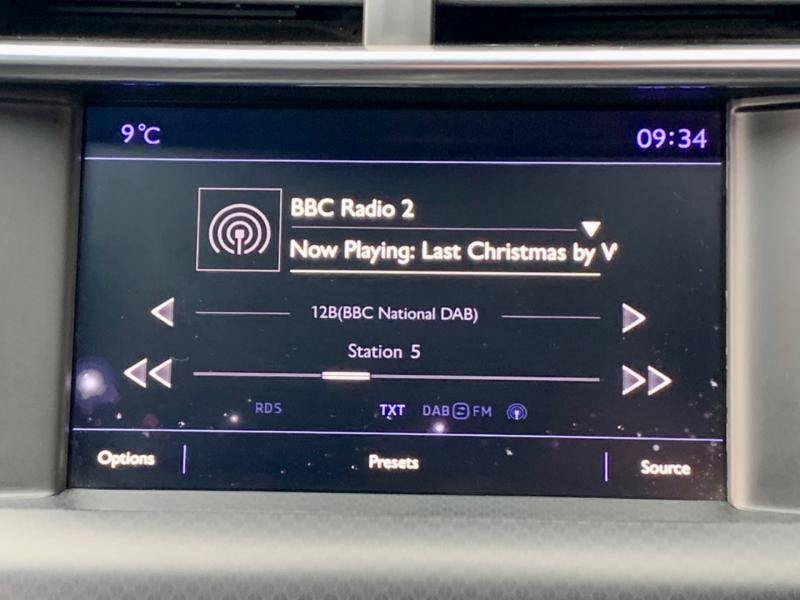 9°C 09:34
BBC Radio 2
Now Playing: Last Christmas by
12B(BBC National DAB)
Station 5
RDS TXT DAB FM
Options Presets Source